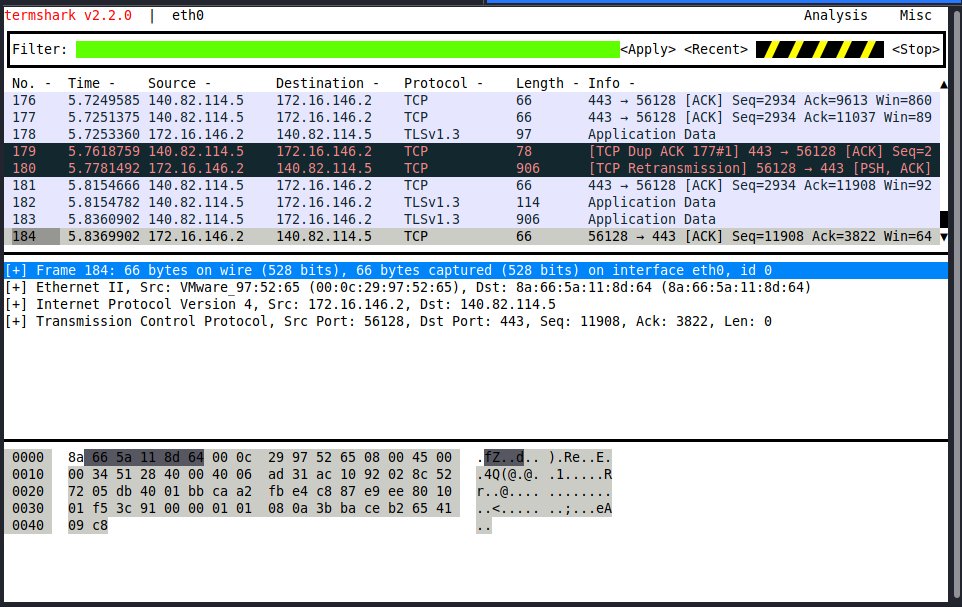 termshark v2.2.0 | eth0 Analysis Misc
Filter: <Apply> <Recent> <Stop>
No. - Time - Source - Destination - Protocol - Length - Info -
176 5.7249585 140.82.114.5 172.16.146.2 TCP 66 443 → 56128 [ACK] Seq=2934 Ack=9613 Win=860
177 5.7251375 140.82.114.5 172.16.146.2 TCP 66 443 → 56128 [ACK] Seq=2934 Ack=11037 Win=89
178 5.7253360 172.16.146.2 140.82.114.5 TLSv1.3 97 Application Data
179 5.7618759 140.82.114.5 172.16.146.2 TCP 78 [TCP Dup ACK 177#1] 443 → 56128 [ACK] Seq=2
180 5.7781492 172.16.146.2 140.82.114.5 TCP 906 [TCP Retransmission] 56128 → 443 [PSH, ACK]
181 5.8154666 140.82.114.5 172.16.146.2 TCP 66 443 → 56128 [ACK] Seq=2934 Ack=11908 Win=92
182 5.8154782 140.82.114.5 172.16.146.2 TLSv1.3 114 Application Data
183 5.8360902 140.82.114.5 172.16.146.2 TLSv1.3 906 Application Data
184 5.8369902 172.16.146.2 140.82.114.5 TCP 66 56128 → 443 [ACK] Seq=11908 Ack=3822 Win=64
[+] Frame 184: 66 bytes on wire (528 bits), 66 bytes captured (528 bits) on interface eth0, id 0
[+] Ethernet II, Src: VMware_97:52:65 (00:0c:29:97:52:65), Dst: 8a:66:5a:11:8d:64 (8a:66:5a:11:8d:64)
[+] Internet Protocol Version 4, Src: 172.16.146.2, Dst: 140.82.114.5
[+] Transmission Control Protocol, Src Port: 56128, Dst Port: 443, Seq: 11908, Ack: 3822, Len: 0
0000 8a 66 5a 11 8d 64 00 0c 29 97 52 65 08 00 45 00 .fZ..d.. ).Re..E.
0010 00 34 51 28 40 00 40 06 ad 31 ac 10 92 02 8c 52 .4Q(@.@. .1.....R
0020 72 05 db 40 01 bb ca a2 fb e4 c8 87 e9 ee 80 10 r..@.... ........
0030 01 f5 3c 91 00 00 01 01 08 0a 3b ba ce b2 65 41 ..<..... ..;...eA
0040 09 c8 ..